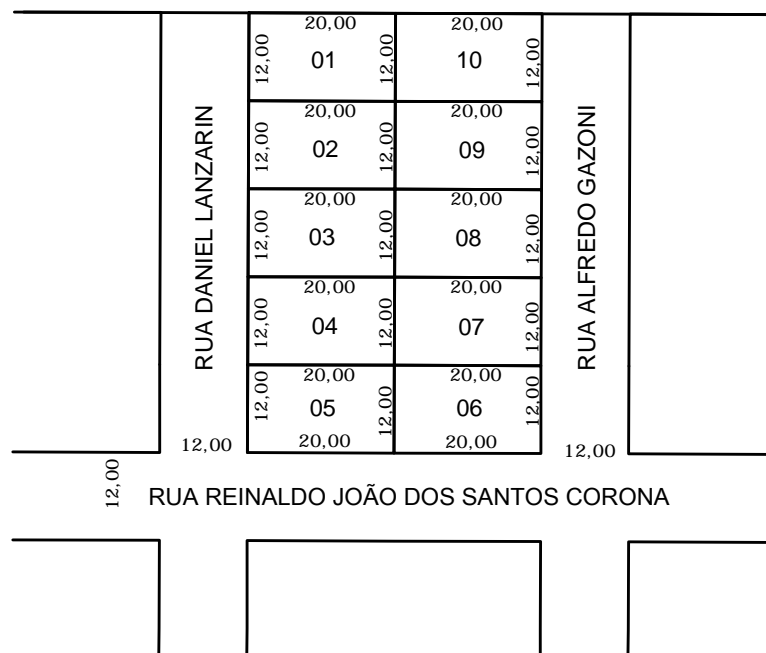 20,00 20,00
12,00 01 12,00 10 12,00
20,00 20,00
12,00 02 12,00 09 12,00
20,00 20,00
12,00 03 12,00 08 12,00
20,00 20,00
12,00 04 12,00 07 12,00
20,00 20,00
12,00 05 12,00 06 12,00
20,00 20,00
RUA DANIEL LANZARIN
RUA ALFREDO GAZONI
12,00
12,00
12,00
RUA REINALDO JOÃO DOS SANTOS CORONA